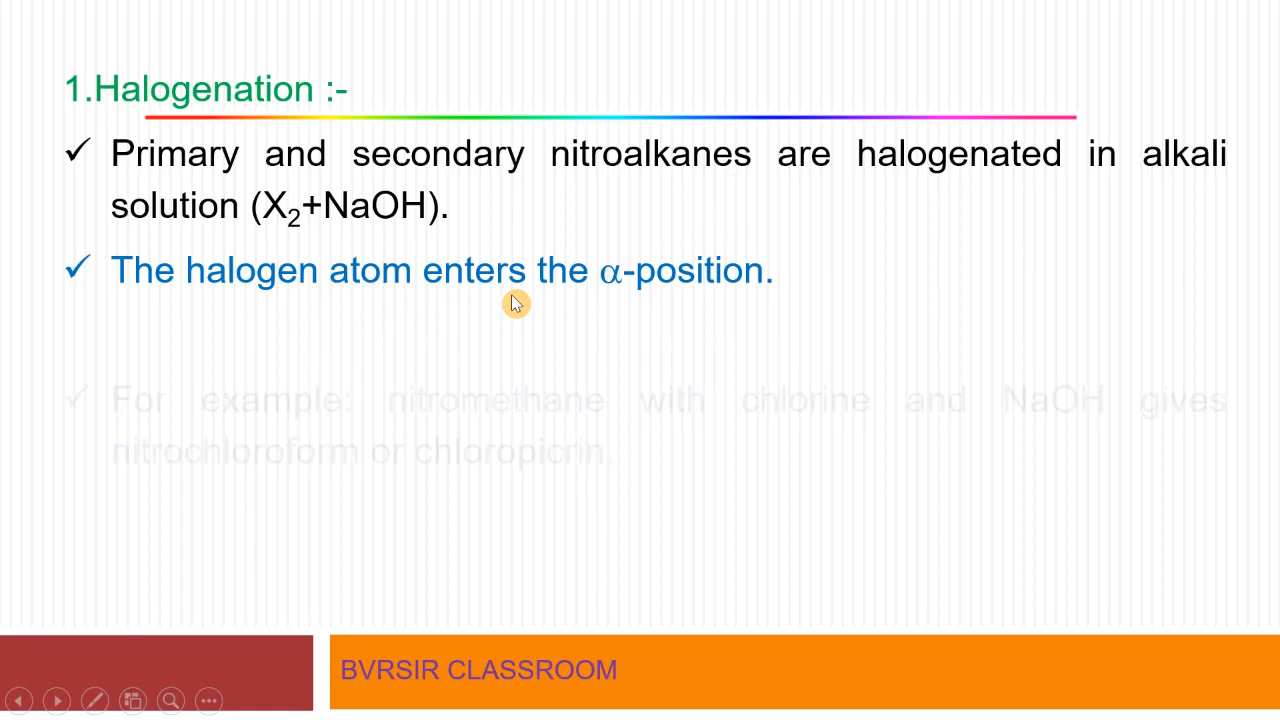 1.Halogenation :-
✓ Primary and secondary nitroalkanes are halogenated in alkali
solution (X₂+NaOH).
✓ The halogen atom enters the α-position.
✓ For example: nitromethane with chlorine and NaOH gives
nitrochloroform or chloropicrin.
BVRSIR CLASSROOM